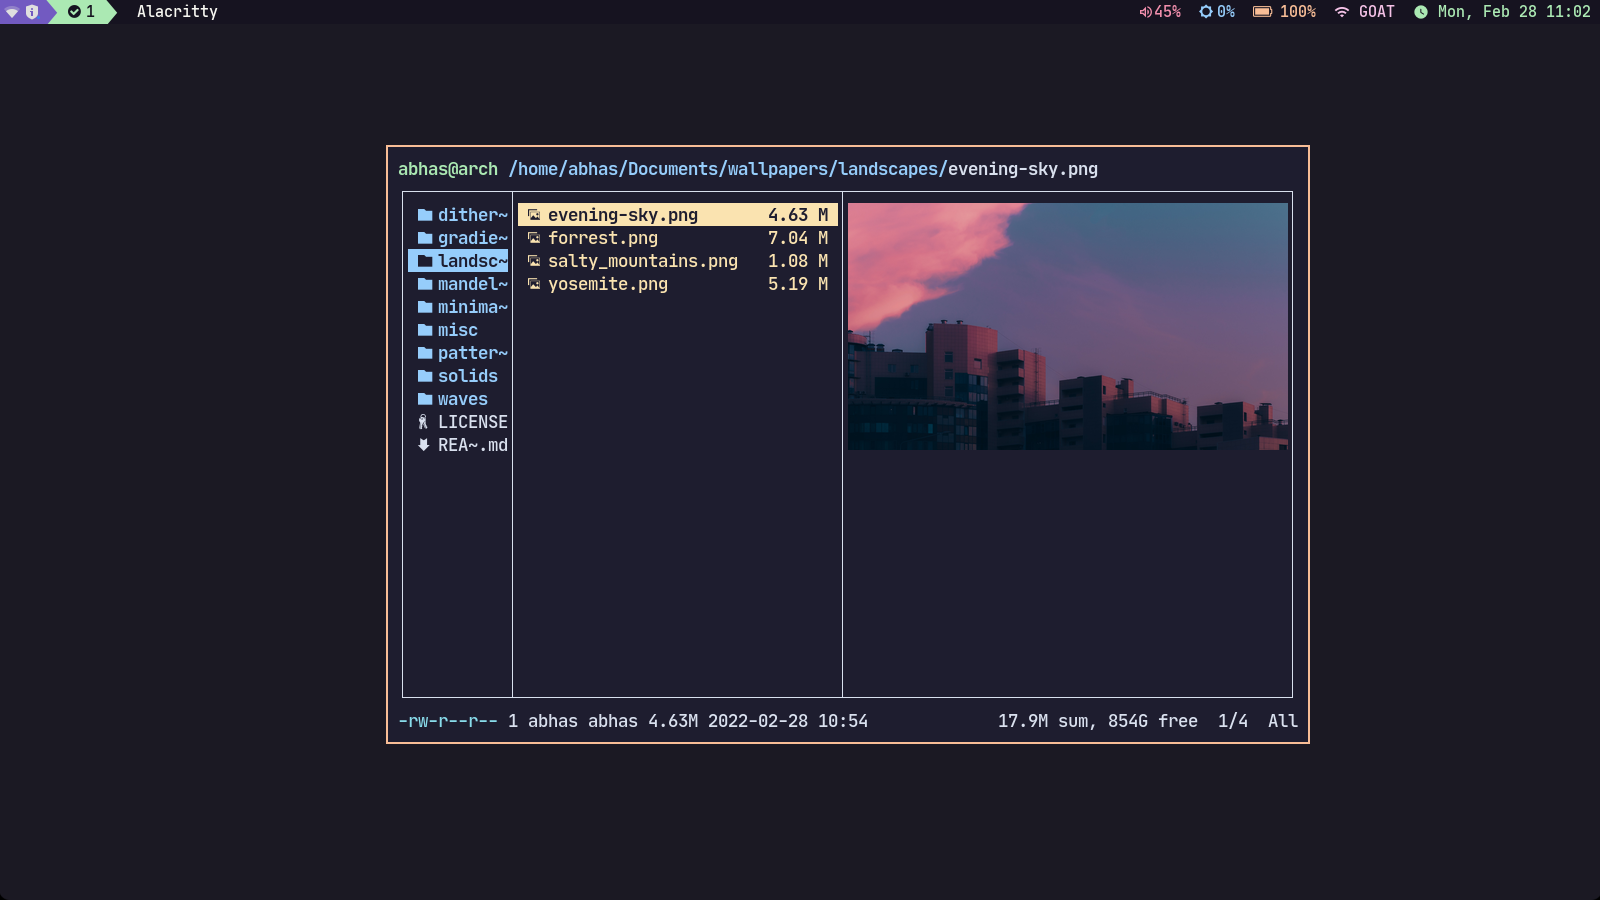 1 Alacritty 45% 0% 100% GOAT Mon, Feb 28 11:02
abhas@arch /home/abhas/Documents/wallpapers/landscapes/evening-sky.png
dither~
gradie~
landsc~
mandel~
minima~
misc
patter~
solids
waves
LICENSE
REA~.md
evening-sky.png 4.63 M
forrest.png 7.04 M
salty_mountains.png 1.08 M
yosemite.png 5.19 M
-rw-r--r-- 1 abhas abhas 4.63M 2022-02-28 10:54 17.9M sum, 854G free 1/4 All